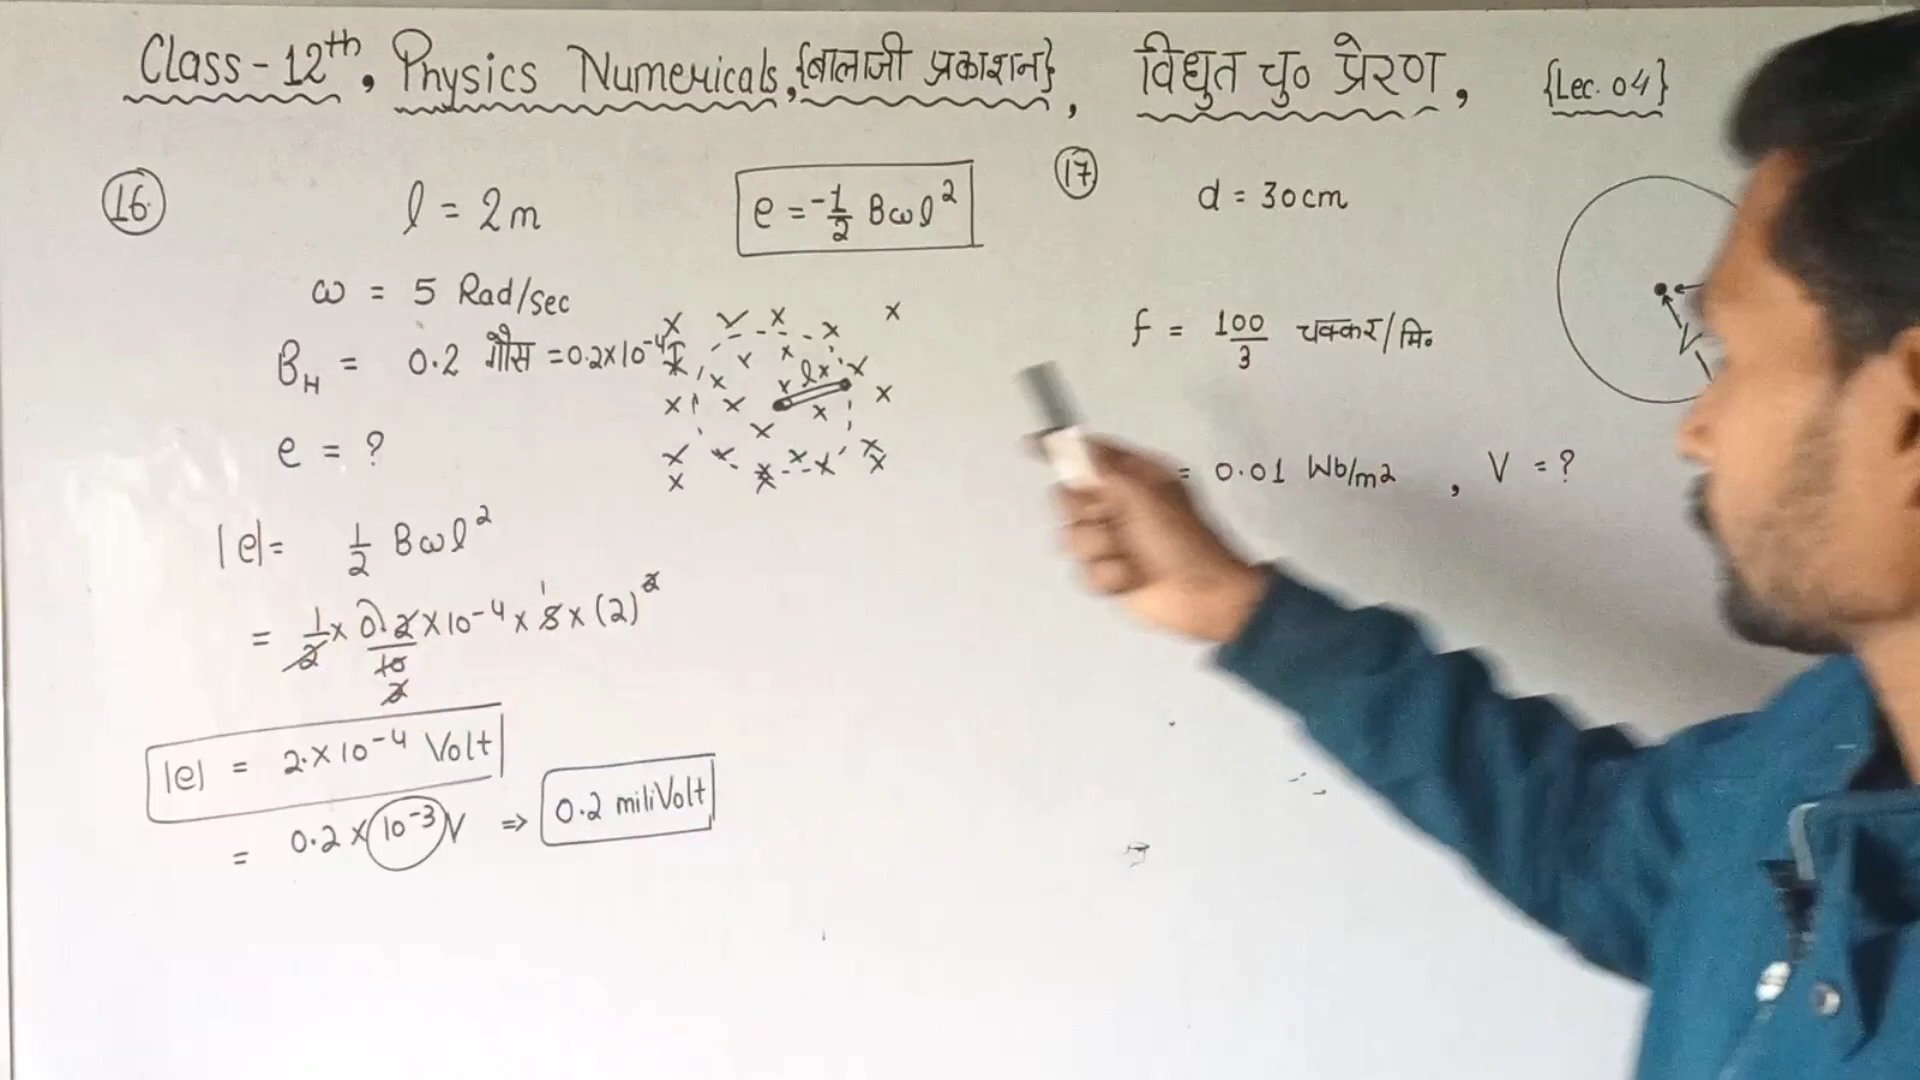 Class-12th, Physics Numericals, {बालाजी प्रकाशन}, विधुत चु० प्रेरण, {Lec. 04}
16
l = 2m
e = -1/2 Bωl²
ω = 5 Rad/sec
B_H = 0.2 गौस = 0.2×10⁻⁴T
l
e = ?
|e| = 1/2 Bωl²
= 1/2 × 0.2/10 × 10⁻⁴ × 5 × (2)²
1
2
|e| = 2×10⁻⁴ Volt
= 0.2 × 10⁻³ V ⇒ 0.2 miliVolt
17
d = 30cm
f = 100/3 चक्कर/मि०
= 0.01 Wb/m2 , V = ?